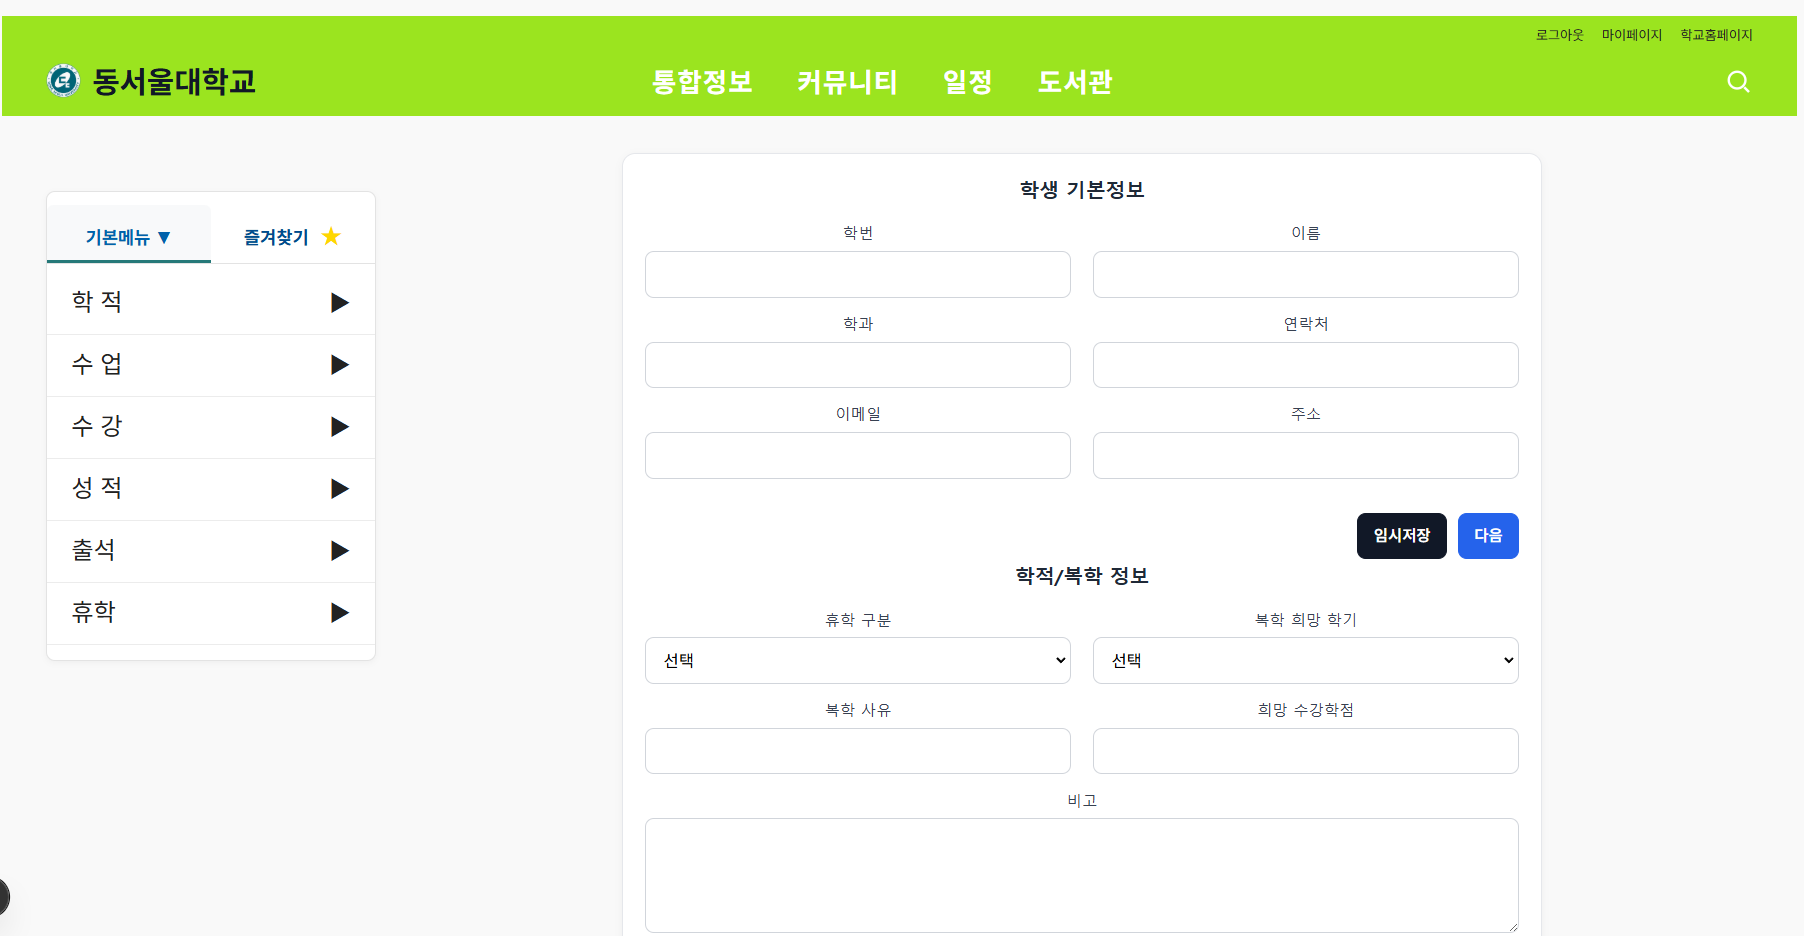 로그아웃 마이페이지 학교홈페이지
동서울대학교 통합정보 커뮤니티 일정 도서관
기본메뉴 ▼ 즐겨찾기 ★
학 적 ▶
수 업 ▶
수 강 ▶
성 적 ▶
출석 ▶
휴학 ▶
학생 기본정보
학번 이름
학과 연락처
이메일 주소
임시저장 다음
학적/복학 정보
휴학 구분 복학 희망 학기
선택 선택
복학 사유 희망 수강학점
비고